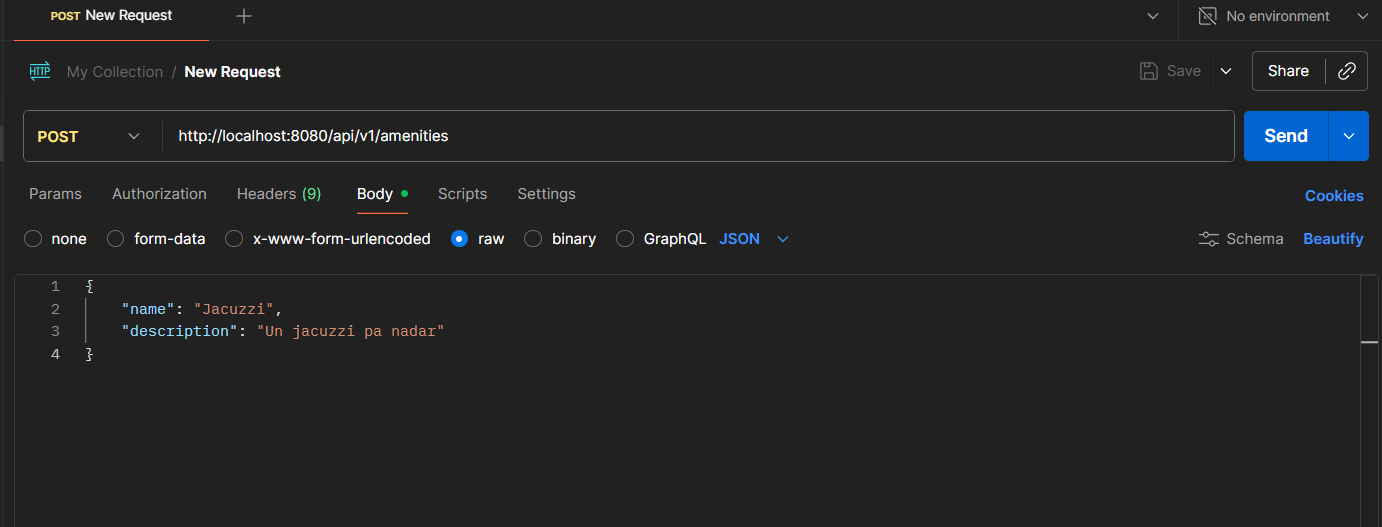 POST New Request
No environment
HTTP My Collection / New Request
Save
Share
POST http://localhost:8080/api/v1/amenities
Send
Params Authorization Headers (9) Body Scripts Settings
Cookies
none form-data x-www-form-urlencoded raw binary GraphQL JSON
Schema Beautify
1 {
2 "name": "Jacuzzi",
3 "description": "Un jacuzzi pa nadar"
4 }